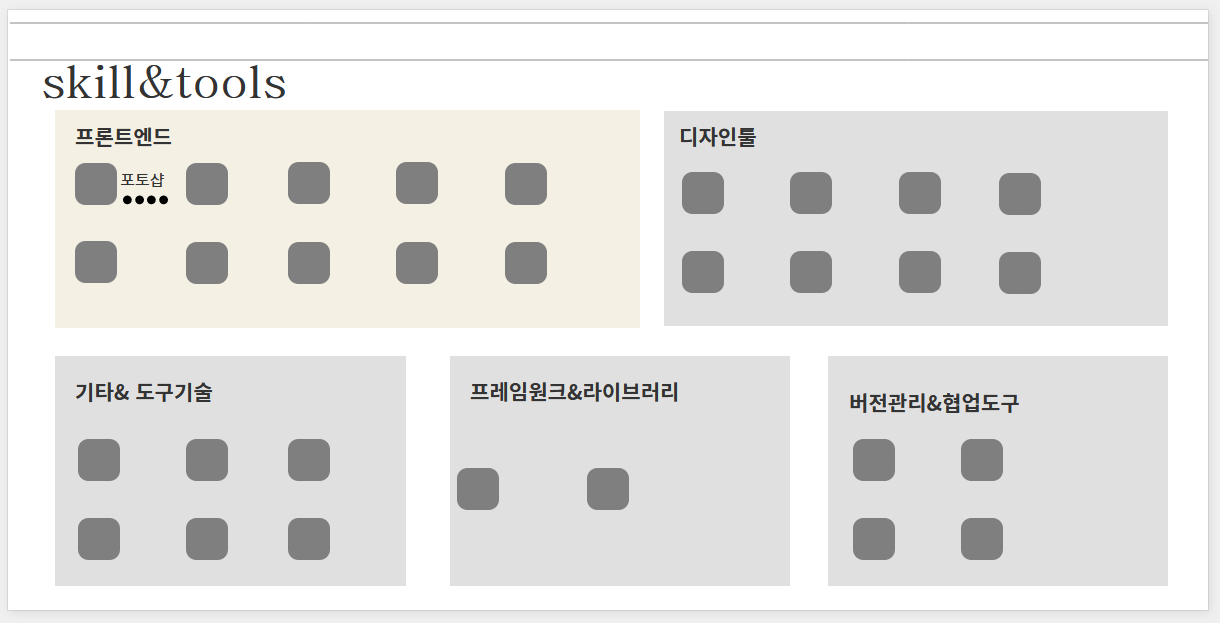 skill&tools
프론트엔드
포토샵
디자인툴
기타& 도구기술
프레임원크&라이브러리
버전관리&협업도구